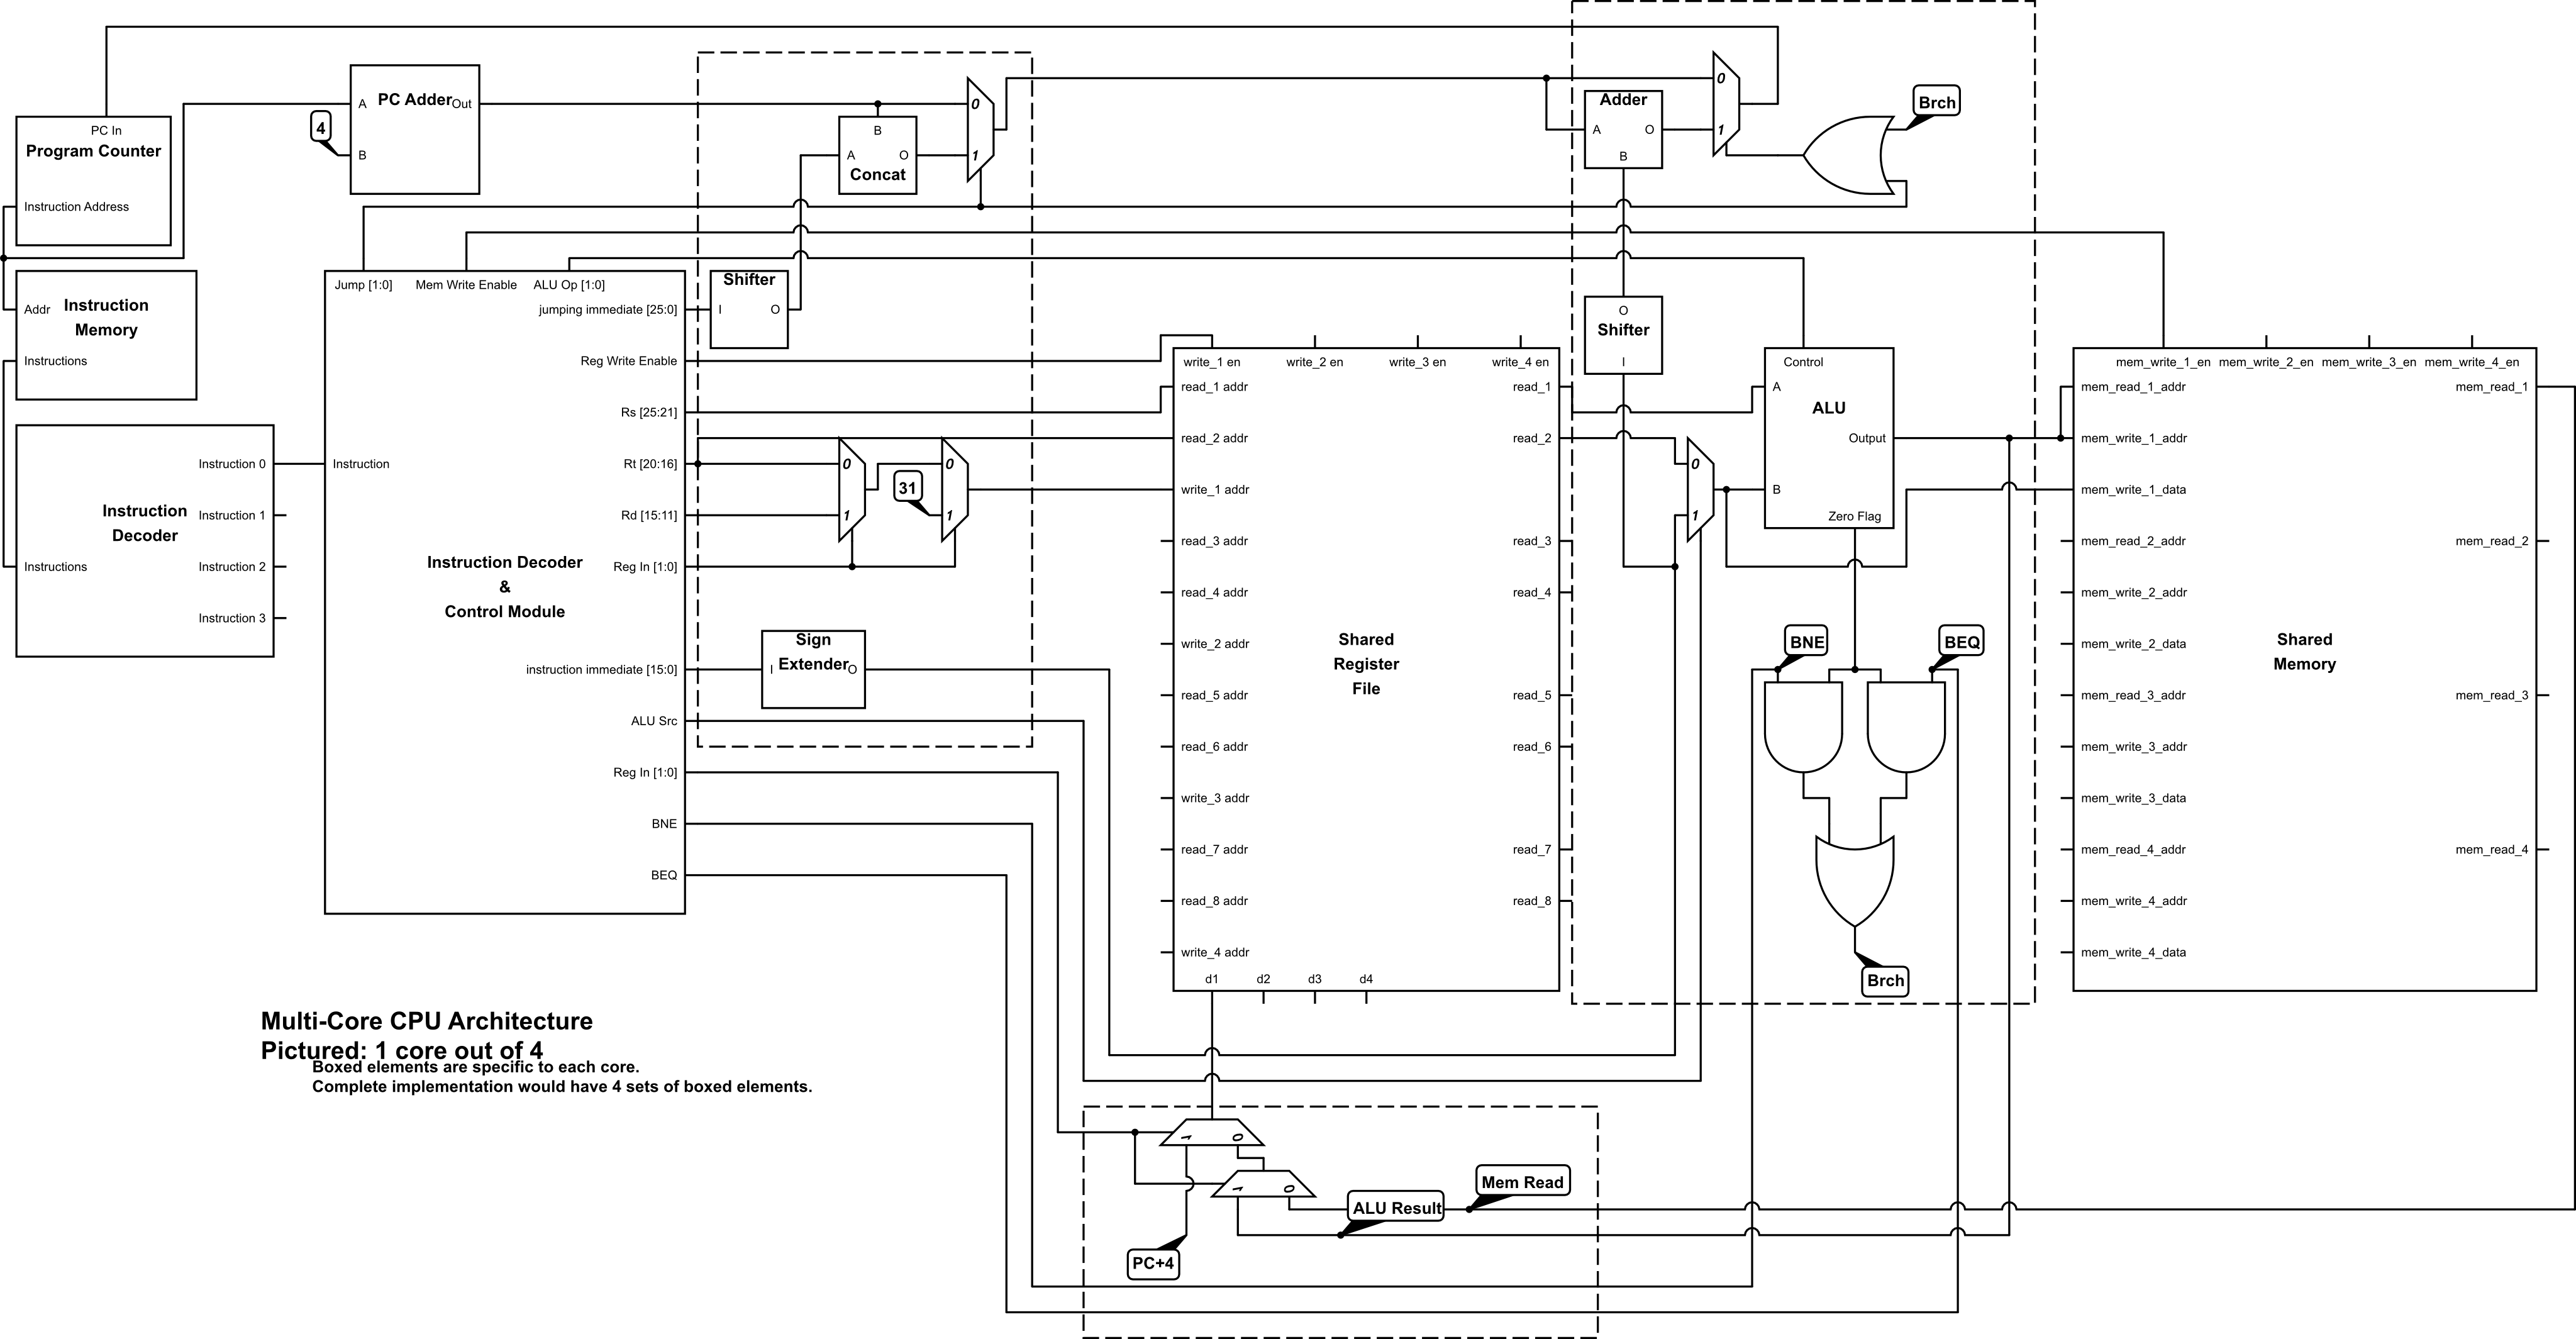 PC In
Program Counter
Instruction Address
Addr
Instruction
Memory
Instructions
Instruction 0
Instruction
Decoder
Instruction 1
Instructions
Instruction 2
Instruction 3
A
PC Adder
Out
4
B
Jump [1:0]
Mem Write Enable
ALU Op [1:0]
jumping immediate [25:0]
Reg Write Enable
Rs [25:21]
Instruction
Rt [20:16]
Rd [15:11]
Instruction Decoder
&
Control Module
Reg In [1:0]
instruction immediate [15:0]
ALU Src
Reg In [1:0]
BNE
BEQ
Shifter
I
O
B
A
O
Concat
0
1
0
1
31
0
1
Sign
Extender
I
O
write_1 en
write_2 en
write_3 en
write_4 en
read_1 addr
read_2 addr
write_1 addr
read_3 addr
read_4 addr
write_2 addr
read_5 addr
read_6 addr
write_3 addr
read_7 addr
read_8 addr
write_4 addr
Shared
Register
File
read_1
read_2
read_3
read_4
read_5
read_6
read_7
read_8
d1
d2
d3
d4
Adder
A
O
B
0
1
Brch
O
Shifter
I
0
1
Control
A
ALU
Output
B
Zero Flag
BNE
BEQ
Brch
mem_write_1_en
mem_write_2_en
mem_write_3_en
mem_write_4_en
mem_read_1_addr
mem_write_1_addr
mem_write_1_data
mem_read_2_addr
mem_write_2_addr
mem_write_2_data
mem_read_3_addr
mem_write_3_addr
mem_write_3_data
mem_read_4_addr
mem_write_4_addr
mem_write_4_data
Shared
Memory
mem_read_1
mem_read_2
mem_read_3
mem_read_4
Multi-Core CPU Architecture
Pictured: 1 core out of 4
Boxed elements are specific to each core.
Complete implementation would have 4 sets of boxed elements.
1
0
1
0
Mem Read
ALU Result
PC+4